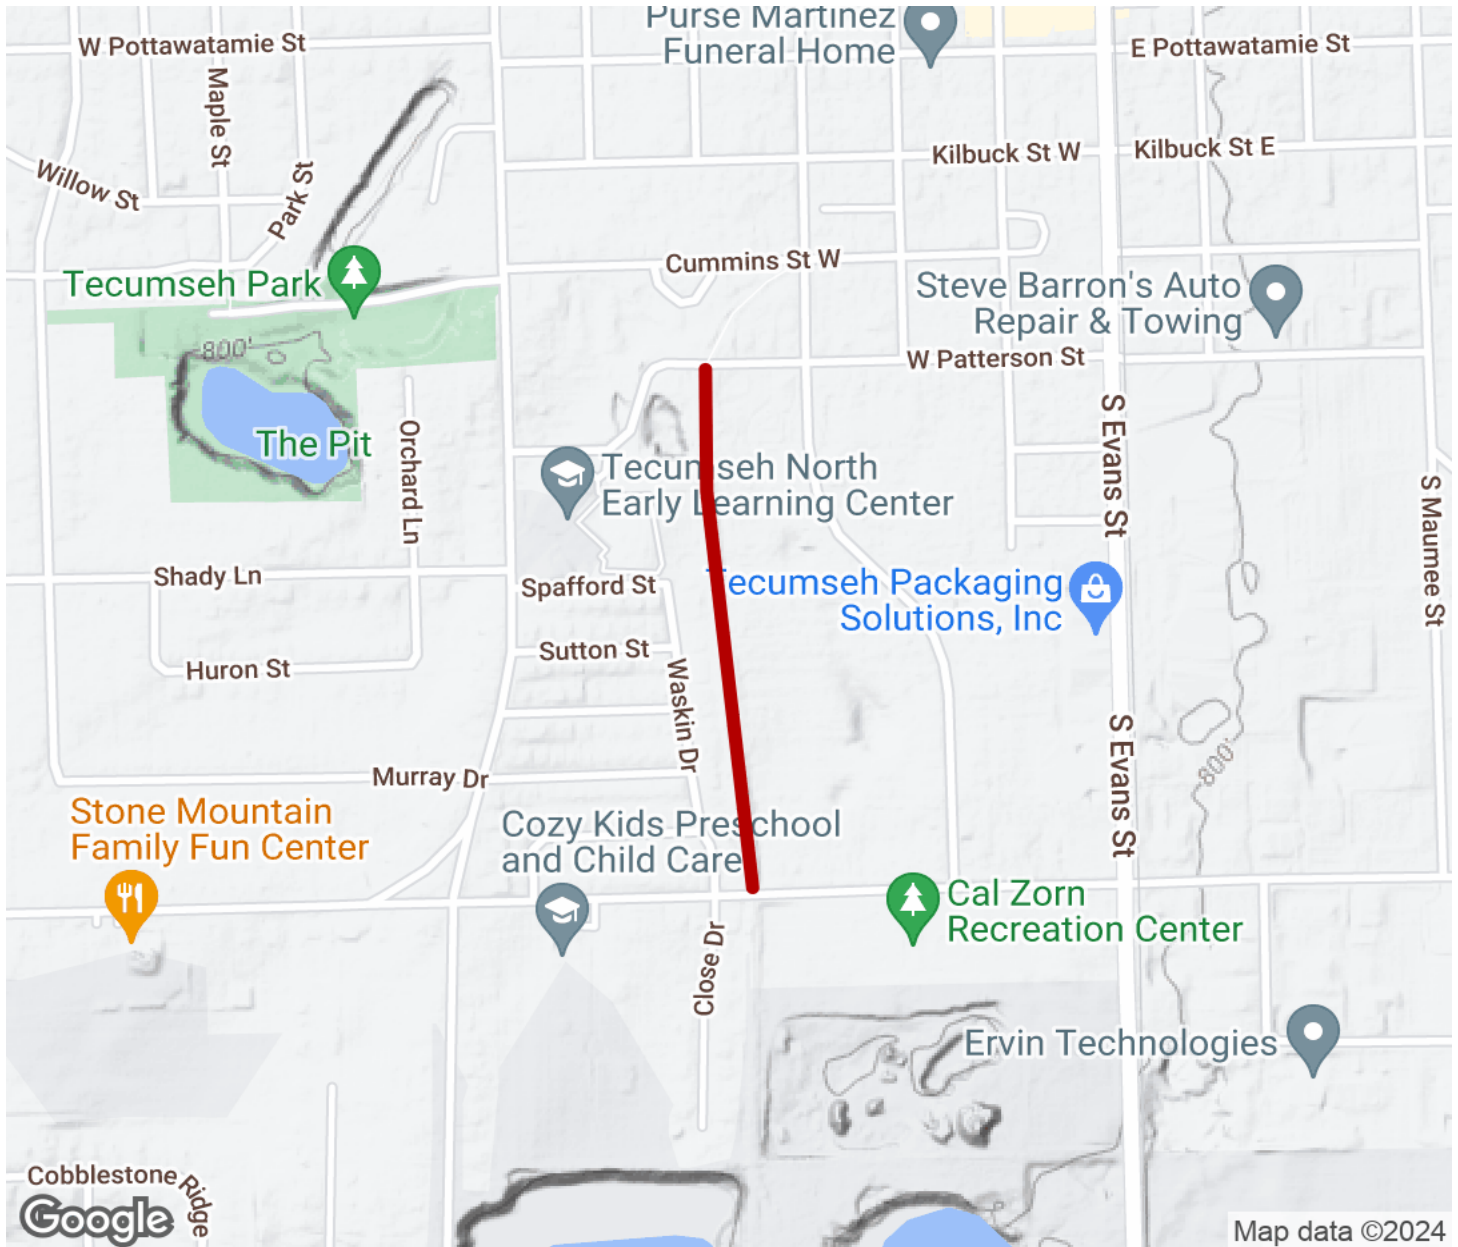 Purse Martinez
Funeral Home
W Pottawatamie St
E Pottawatamie St
Maple St
Kilbuck St W
Kilbuck St E
Willow St
Park St
Cummins St W
Tecumseh Park
Steve Barron's Auto
Repair & Towing
800'
W Patterson St
The Pit
Orchard Ln
S Evans St
Tecumseh North
Early Learning Center
S Maumee St
Shady Ln
Spafford St
Tecumseh Packaging
Solutions, Inc
Sutton St
Huron St
Waskin Dr
S Evans St
800'
Murray Dr
Stone Mountain
Family Fun Center
Cozy Kids Preschool
and Child Care
Cal Zorn
Recreation Center
Close Dr
Ervin Technologies
Cobblestone Ridge
Google
Map data ©2024